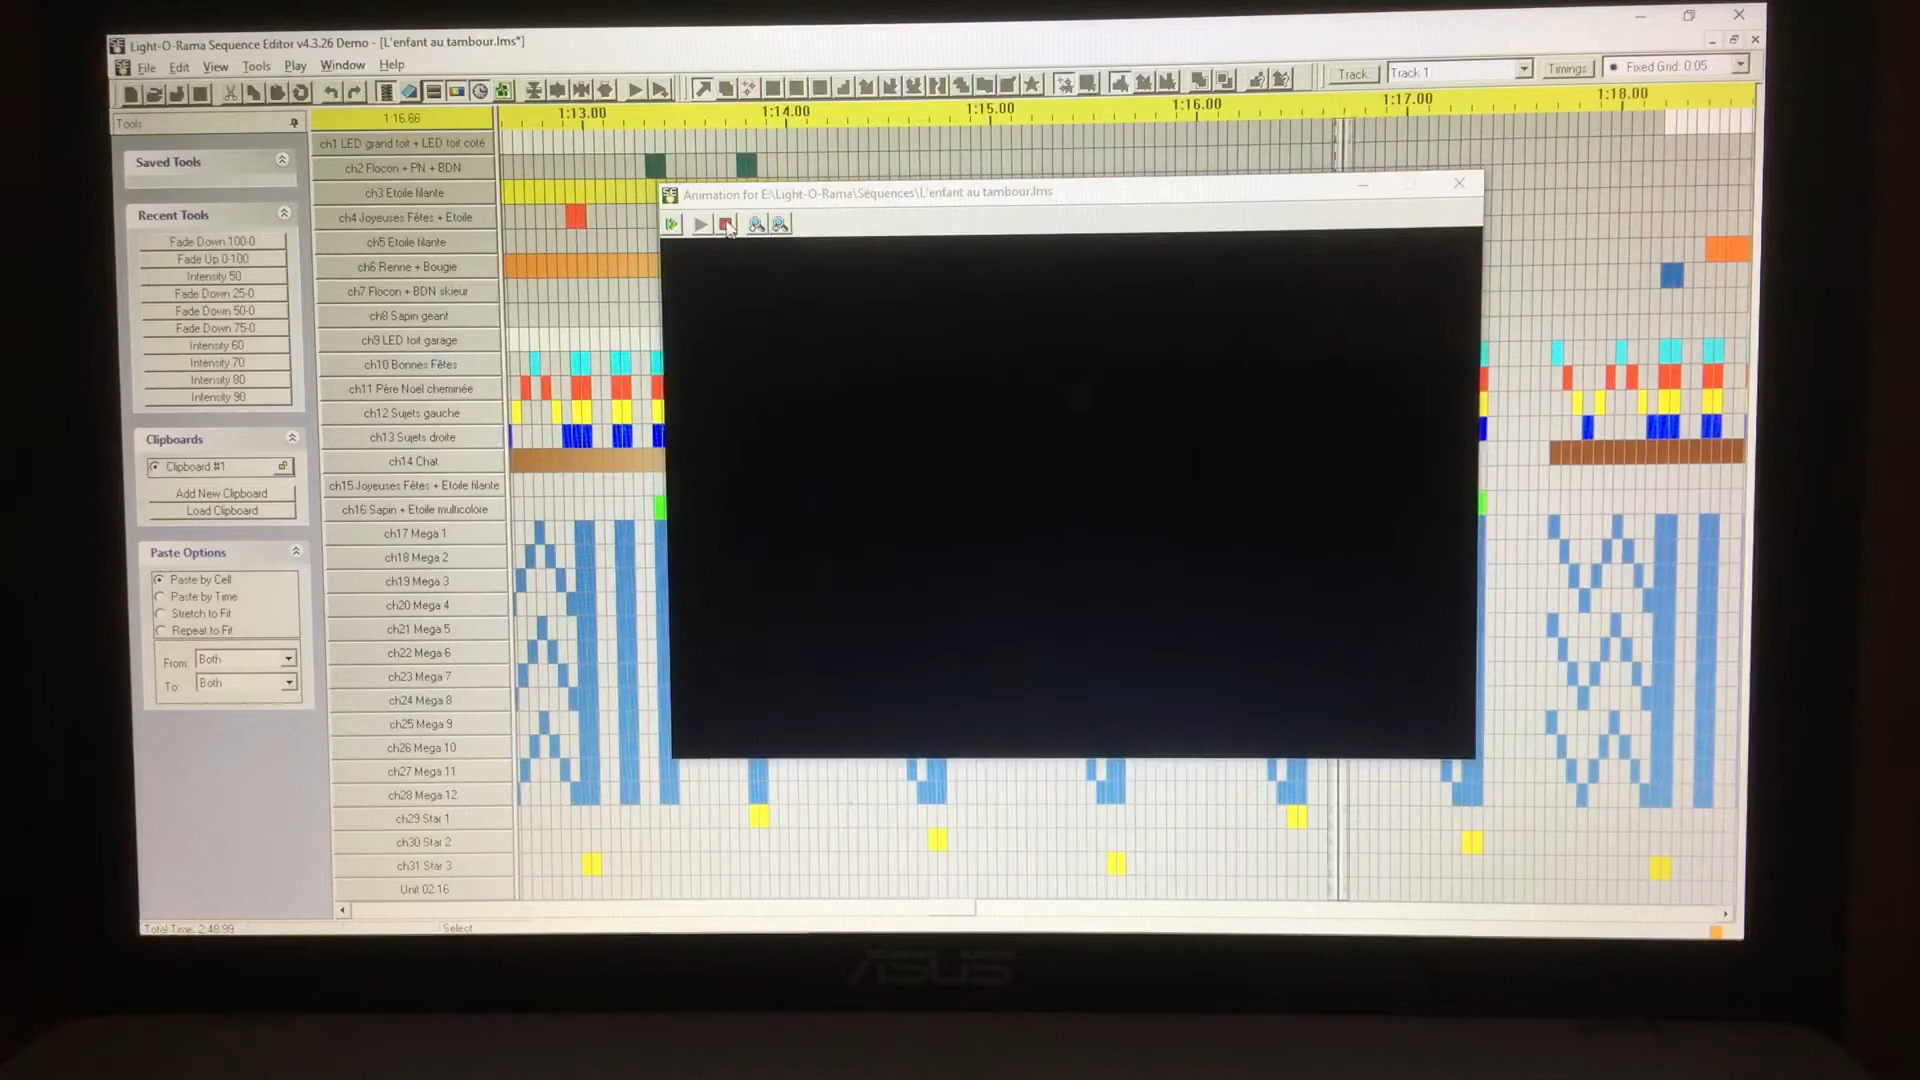 Light-O-Rama Sequence Editor v4.3.26 Demo - [L'enfant au tambour.lms*]
File Edit View Tools Play Window Help
Track Track 1 Timings Fixed Grid: 0.05
Tools
1:16.66
1:13.00 1:14.00 1:15.00 1:16.00 1:17.00 1:18.00
Saved Tools
Recent Tools
Fade Down 100-0
Fade Up 0-100
Intensity 50
Fade Down 25-0
Fade Down 50-0
Fade Down 75-0
Intensity 60
Intensity 70
Intensity 80
Intensity 90
Clipboards
Clipboard #1
Add New Clipboard
Load Clipboard
Paste Options
Paste by Cell
Paste by Time
Stretch to Fit
Repeat to Fit
From: Both
To: Both
ch1 LED grand toit + LED toit coté
ch2 Flocon + PN + BDN
ch3 Etoile filante
ch4 Joyeuses Fêtes + Etoile
ch5 Etoile filante
ch6 Renne + Bougie
ch7 Flocon + BDN skieur
ch8 Sapin géant
ch9 LED toit garage
ch10 Bonnes Fêtes
ch11 Père Noel cheminée
ch12 Sujets gauche
ch13 Sujets droite
ch14 Chat
ch15 Joyeuses Fêtes + Etoile filante
ch16 Sapin + Etoile multicolore
ch17 Mega 1
ch18 Mega 2
ch19 Mega 3
ch20 Mega 4
ch21 Mega 5
ch22 Mega 6
ch23 Mega 7
ch24 Mega 8
ch25 Mega 9
ch26 Mega 10
ch27 Mega 11
ch28 Mega 12
ch29 Star 1
ch30 Star 2
ch31 Star 3
Unit 02.16
Animation for E:\Light-O-Rama\Sequences\L'enfant au tambour.lms
Total Time: 2:48.99
Select
ASUS